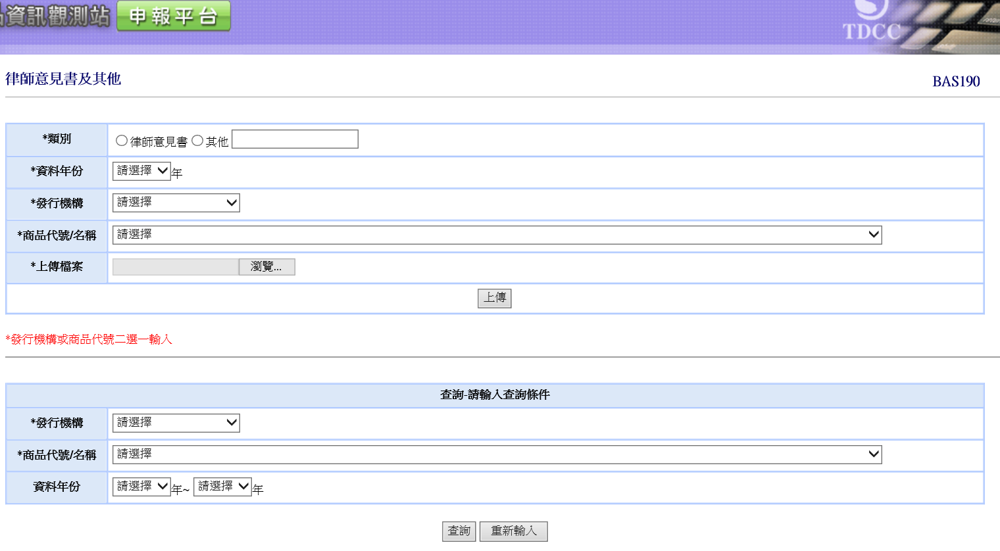 資訊觀測站 申報平台 TDCC
律師意見書及其他 BAS190
*類別 律師意見書 其他
*資料年份 請選擇 年
*發行機構 請選擇
*商品代號/名稱 請選擇
*上傳檔案 瀏覽...
上傳
*發行機構或商品代號二選一輸入
查詢-請輸入查詢條件
*發行機構 請選擇
*商品代號/名稱 請選擇
資料年份 請選擇 年~ 請選擇 年
查詢 重新輸入